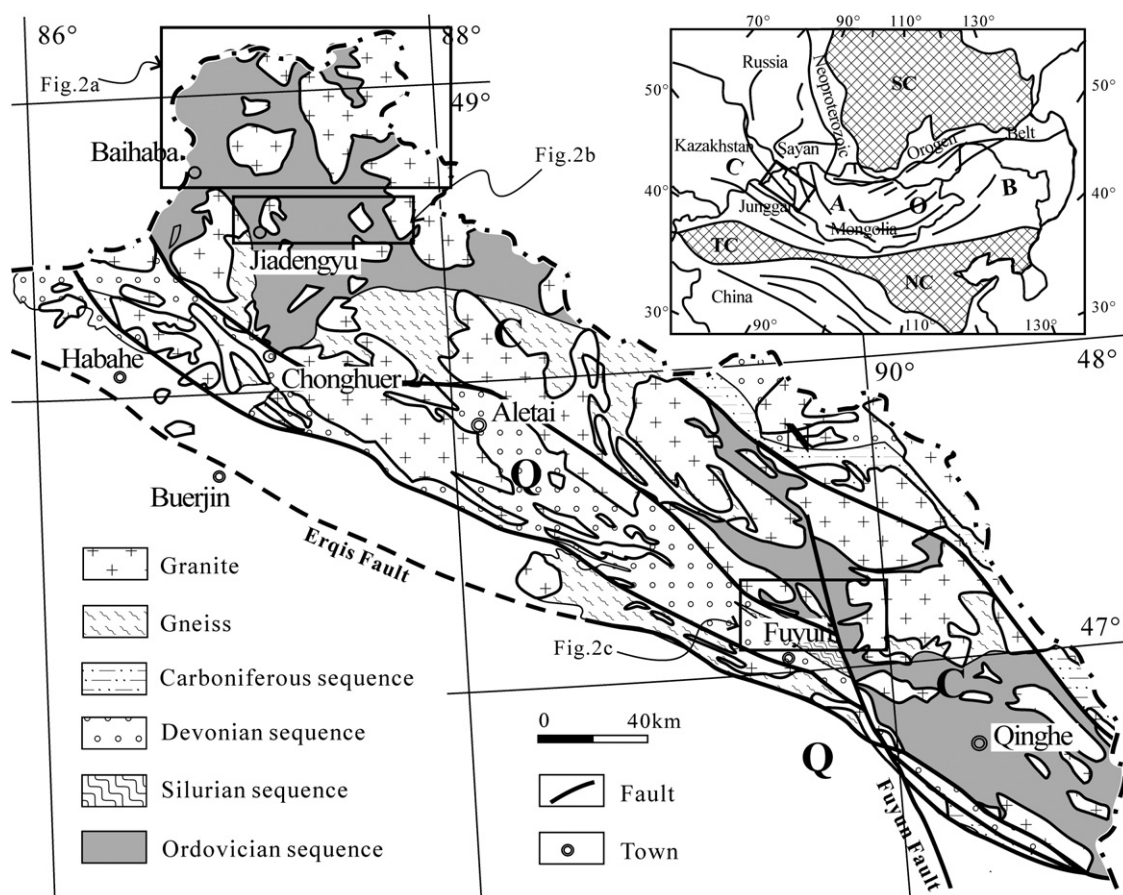 86°
88°
Fig.2a
49°
Baihaba
Fig.2b
Jiadengyu
Habahe
C
Chonghuer
Aletai
Q
Buerjin
Erqis Fault
48°
90°
N
Fuyun
Fig.2c
47°
C
Qinghe
Q
Fuyun Fault
70°
90°
110°
130°
Russia
Neoproterozoic
SC
50°
50°
Kazakhstan
Sayan
Orogen
Belt
C
40°
40°
Junggar
A
O
B
Mongolia
TC
NC
China
30°
30°
90°
110°
130°
Granite
Gneiss
Carboniferous sequence
Devonian sequence
Silurian sequence
Ordovician sequence
0 40km
Fault
Town